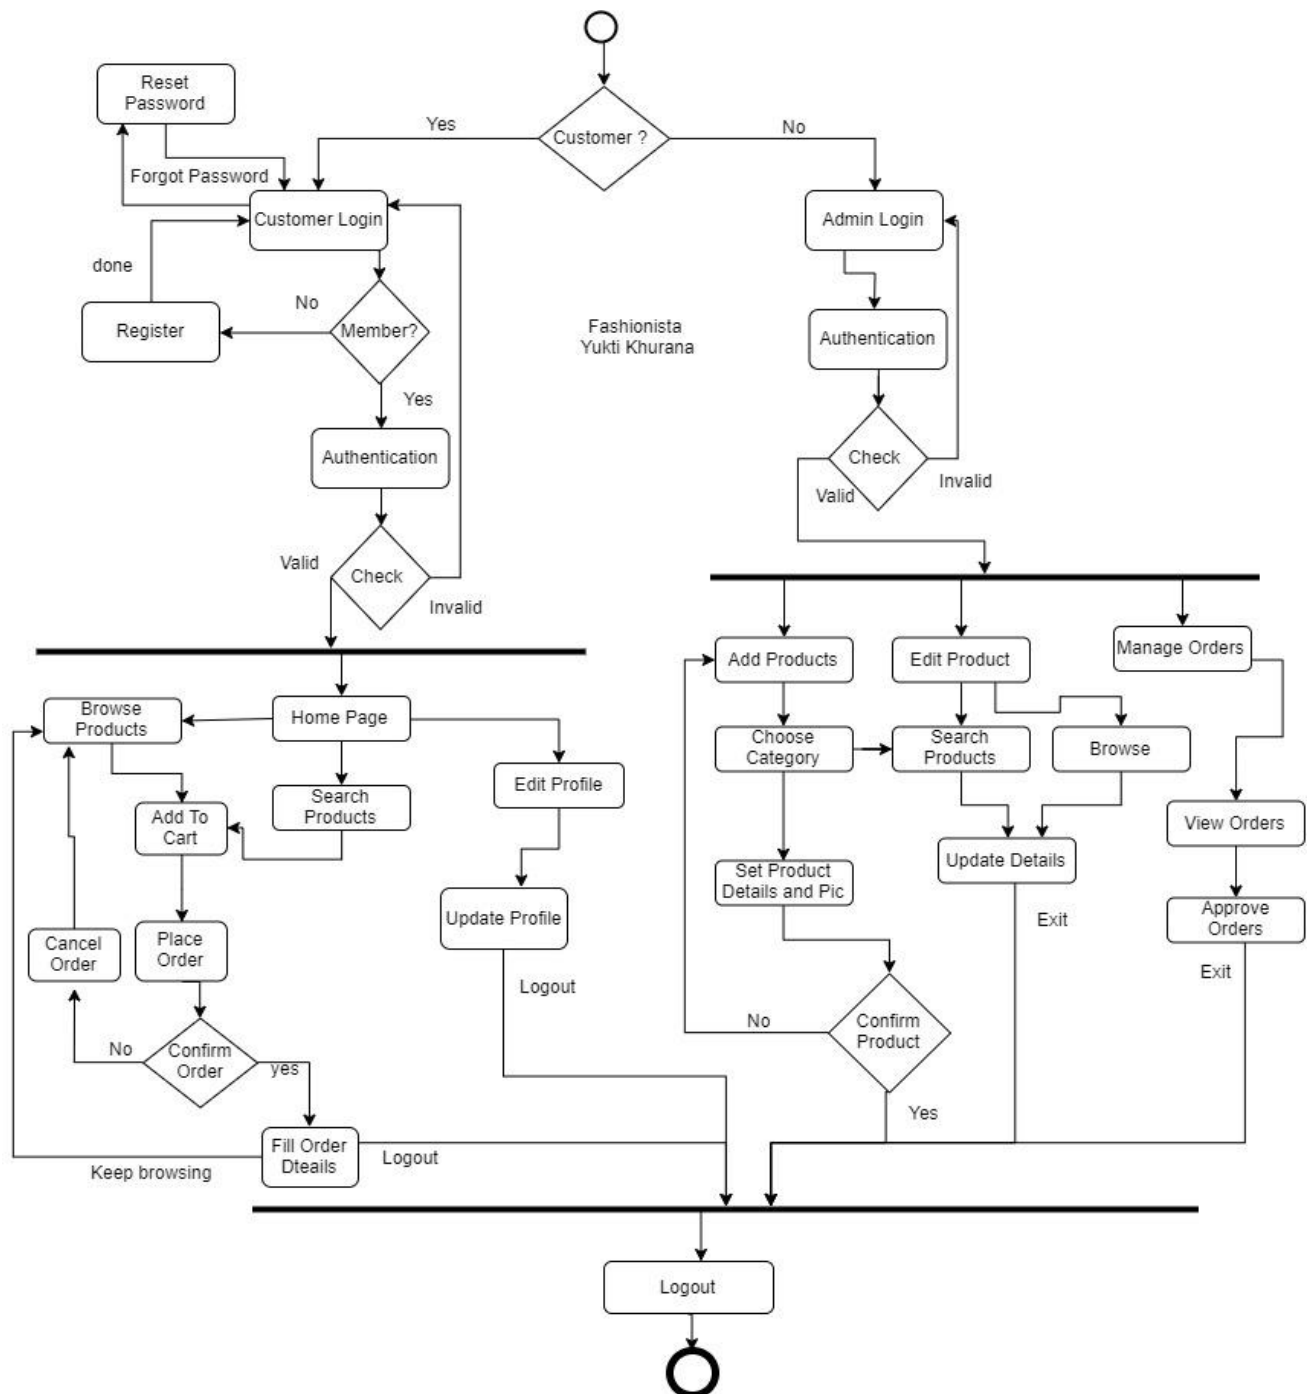 Reset
Password
Yes
Customer ?
No
Forgot Password
Customer Login
Admin Login
done
No
Register
Member?
Fashionista
Yukti Khurana
Authentication
Yes
Authentication
Check
Valid
Invalid
Valid
Check
Invalid
Add Products
Edit Product
Manage Orders
Browse
Products
Home Page
Choose
Category
Search
Products
Browse
Edit Profile
Search
Products
Add To
Cart
View Orders
Set Product
Details and Pic
Update Details
Update Profile
Exit
Approve
Orders
Cancel
Order
Place
Order
Exit
Logout
No
Confirm
Order
yes
No
Confirm
Product
Yes
Fill Order
Dteails
Logout
Keep browsing
Logout